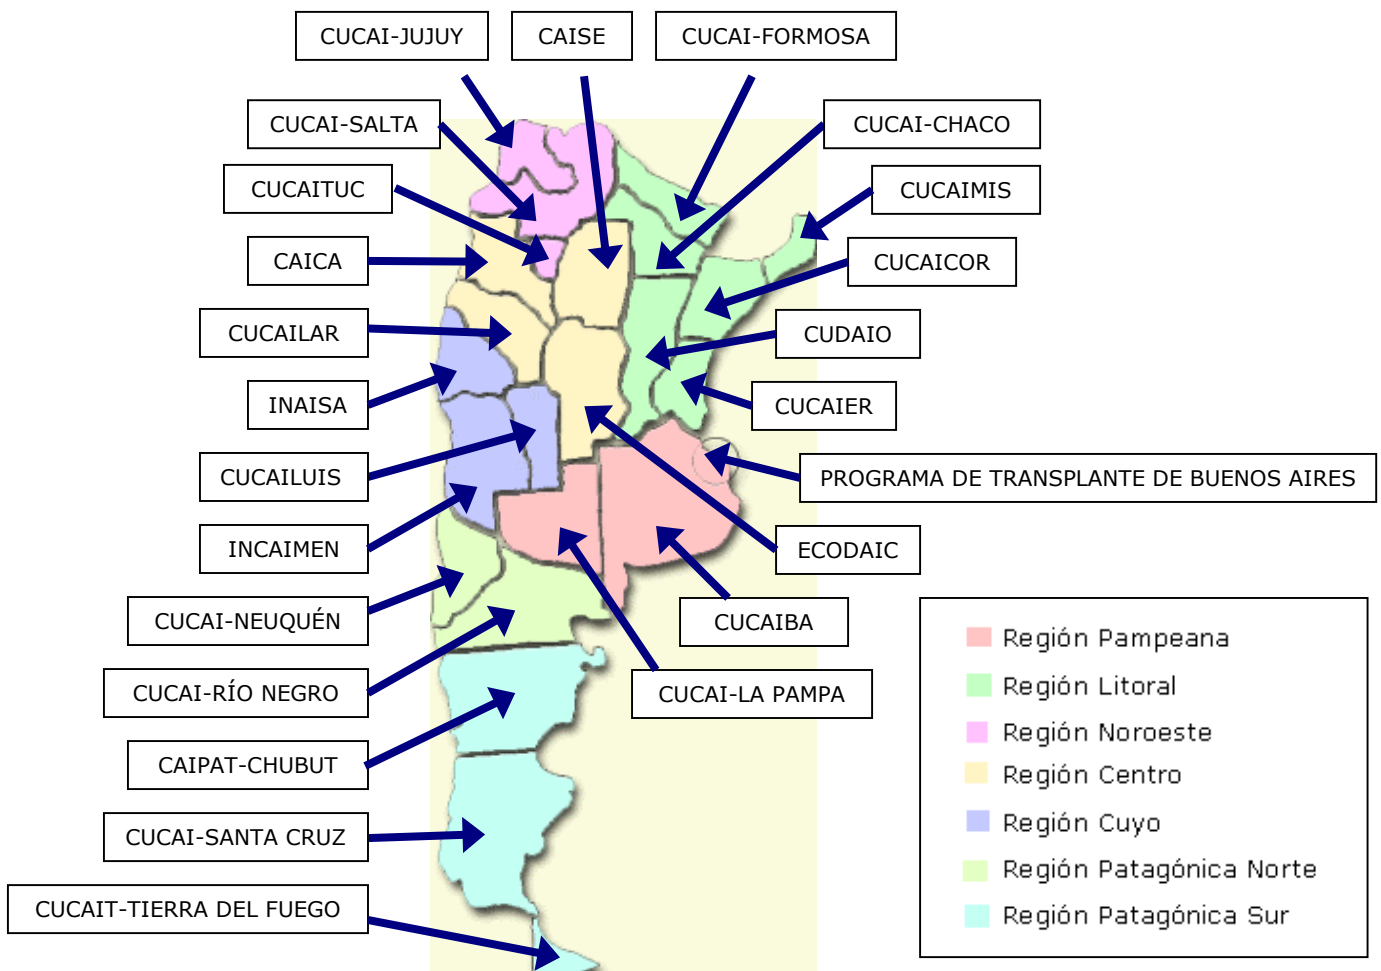 CUCAI-JUJUY
CAISE
CUCAI-FORMOSA
CUCAI-SALTA
CUCAI-CHACO
CUCAITUC
CUCAIMIS
CAICA
CUCAICOR
CUCAILAR
CUDAIO
INAISA
CUCAIER
CUCAILUIS
PROGRAMA DE TRANSPLANTE DE BUENOS AIRES
INCAIMEN
ECODAIC
CUCAI-NEUQUÉN
CUCAIBA
CUCAI-RÍO NEGRO
CUCAI-LA PAMPA
CAIPAT-CHUBUT
CUCAI-SANTA CRUZ
CUCAIT-TIERRA DEL FUEGO
Región Pampeana
Región Litoral
Región Noroeste
Región Centro
Región Cuyo
Región Patagónica Norte
Región Patagónica Sur